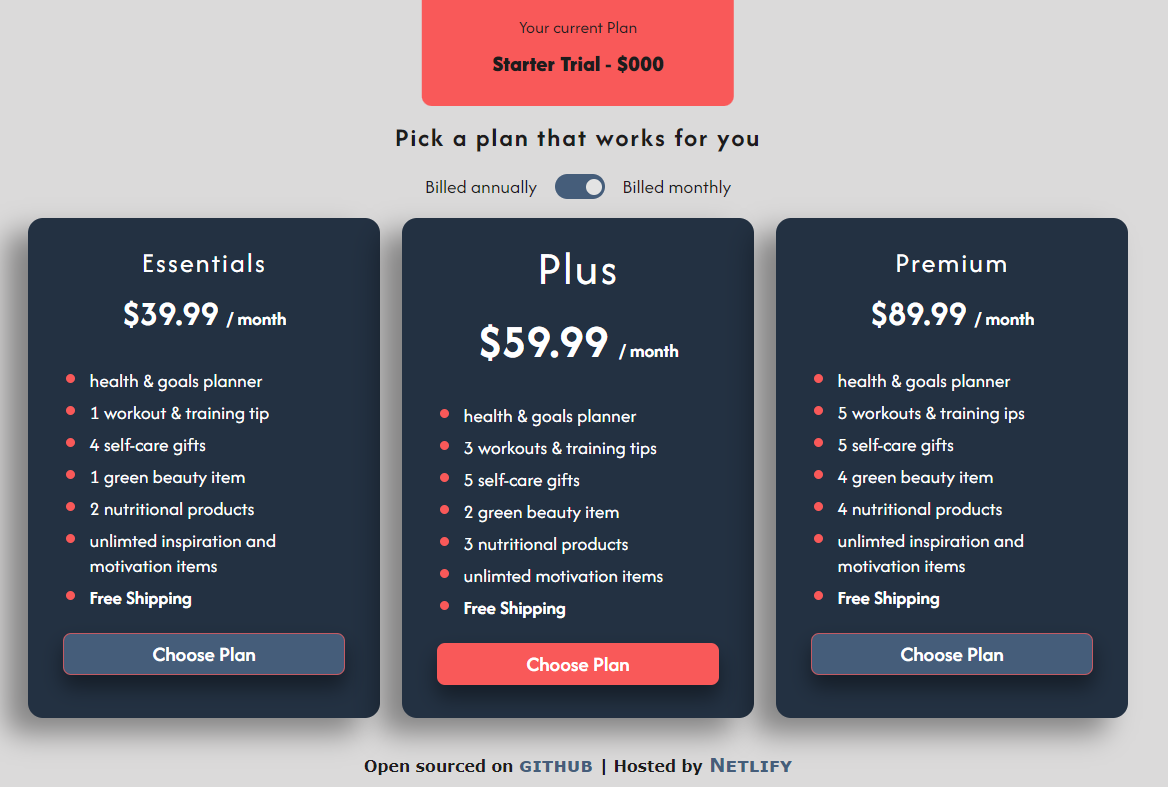 Your current Plan
Starter Trial - $000
Pick a plan that works for you
Billed annually
Billed monthly
Essentials
$39.99 / month
health & goals planner
1 workout & training tip
4 self-care gifts
1 green beauty item
2 nutritional products
unlimted inspiration and
motivation items
Free Shipping
Choose Plan
Plus
$59.99 / month
health & goals planner
3 workouts & training tips
5 self-care gifts
2 green beauty item
3 nutritional products
unlimted motivation items
Free Shipping
Choose Plan
Premium
$89.99 / month
health & goals planner
5 workouts & training ips
5 self-care gifts
4 green beauty item
4 nutritional products
unlimted inspiration and
motivation items
Free Shipping
Choose Plan
Open sourced on GITHUB | Hosted by NETLIFY